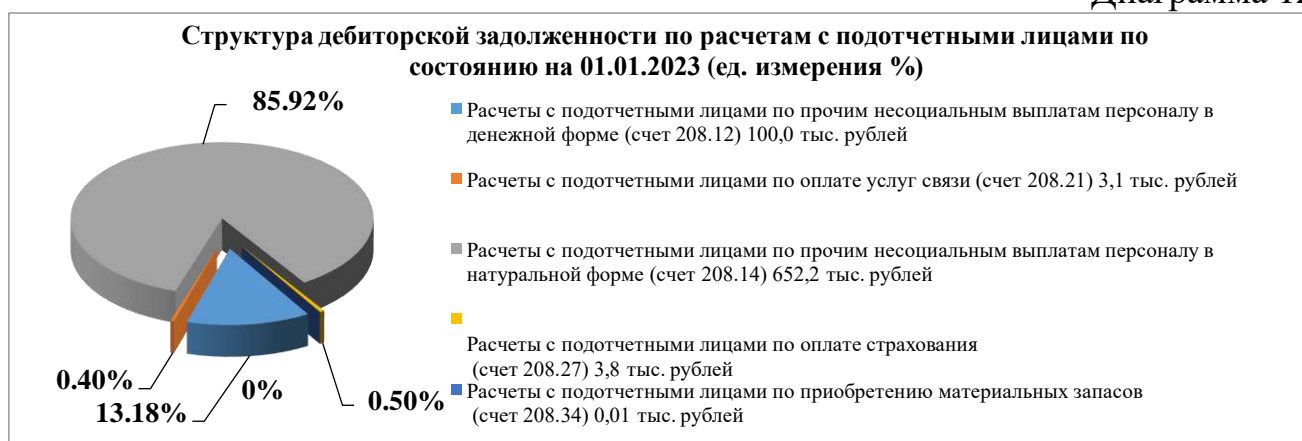 Структура дебиторской задолженности по расчетам с подотчетными лицами по
состоянию на 01.01.2023 (ед. измерения %)
85.92%
0.40%
13.18%
0%
0.50%
Расчеты с подотчетными лицами по прочим несоциальным выплатам персоналу в
денежной форме (счет 208.12) 100,0 тыс. рублей
Расчеты с подотчетными лицами по оплате услуг связи (счет 208.21) 3,1 тыс. рублей
Расчеты с подотчетными лицами по прочим несоциальным выплатам персоналу в
натуральной форме (счет 208.14) 652,2 тыс. рублей
Расчеты с подотчетными лицами по оплате страхования
(счет 208.27) 3,8 тыс. рублей
Расчеты с подотчетными лицами по приобретению материальных запасов
(счет 208.34) 0,01 тыс. рублей